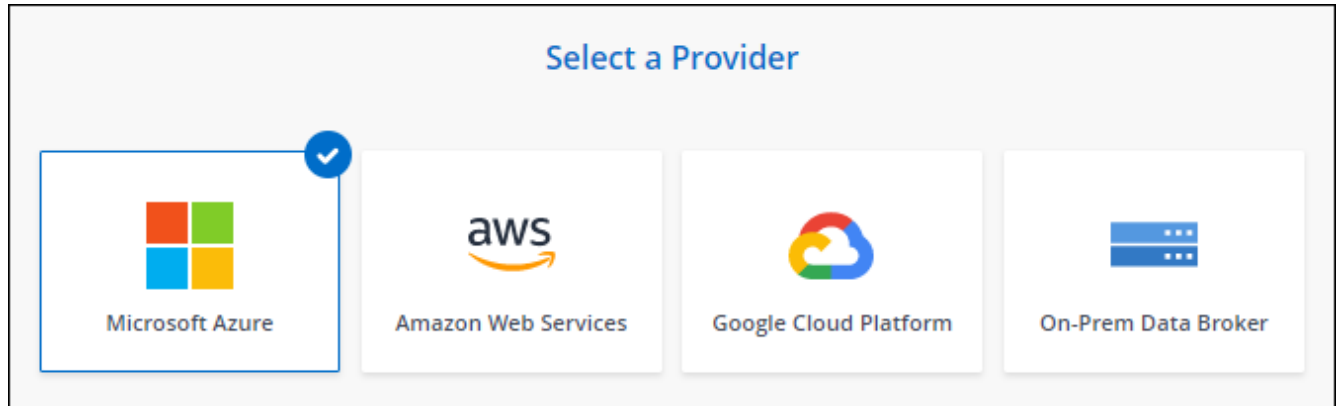 Select a Provider
aws
Microsoft Azure
Amazon Web Services
Google Cloud Platform
On-Prem Data Broker